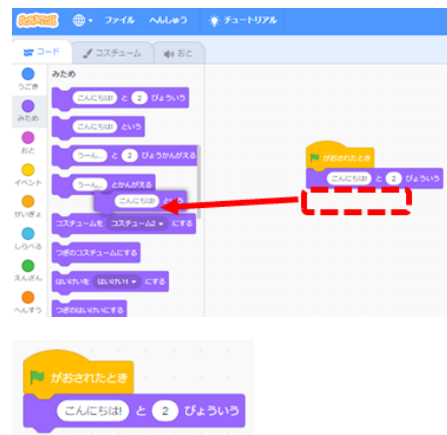 ファイル へんしゅう チュートリアル
コード コスチューム おと
みため
うごき
こんにちは! と 2 びょういう
みため
こんにちは! という
おと
うーん... と 2 びょうかんがえる
イベント
うーん... とかんがえる
がおされたとき
こんにちは! と 2 びょういう
せいぎょ
こんにちは!
コスチュームを コスチューム2 にする
しらべる
つぎのコスチュームにする
えんざん
はいけいを はいけい1 にする
へんすう
つぎのはいけいにする
がおされたとき
こんにちは! と 2 びょういう